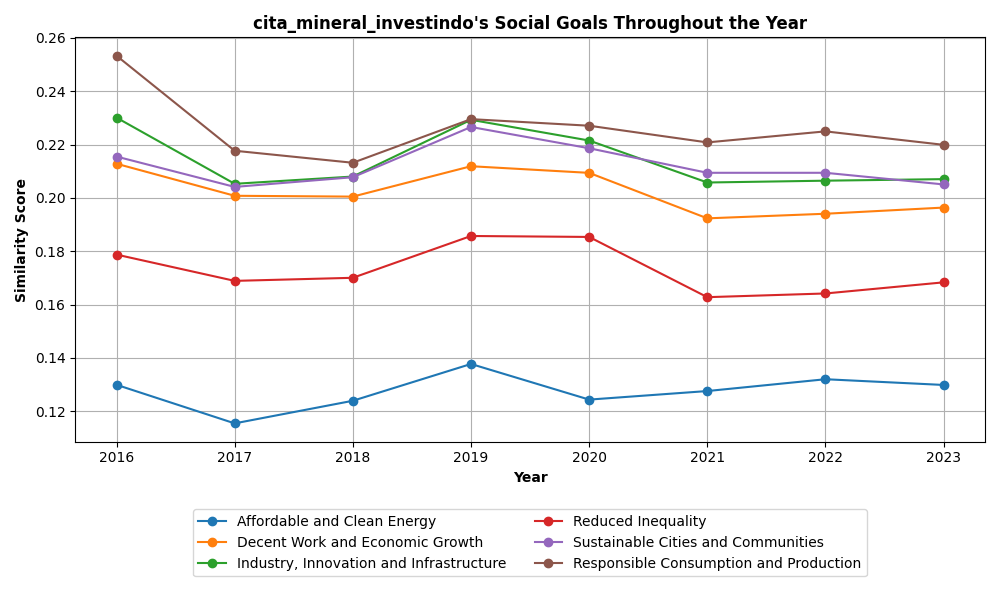 cita_mineral_investindo's Social Goals Throughout the Year
0.26
0.24
0.22
0.20
0.18
0.16
0.14
0.12
Similarity Score
2016 2017 2018 2019 2020 2021 2022 2023
Year
Affordable and Clean Energy
Decent Work and Economic Growth
Industry, Innovation and Infrastructure
Reduced Inequality
Sustainable Cities and Communities
Responsible Consumption and Production